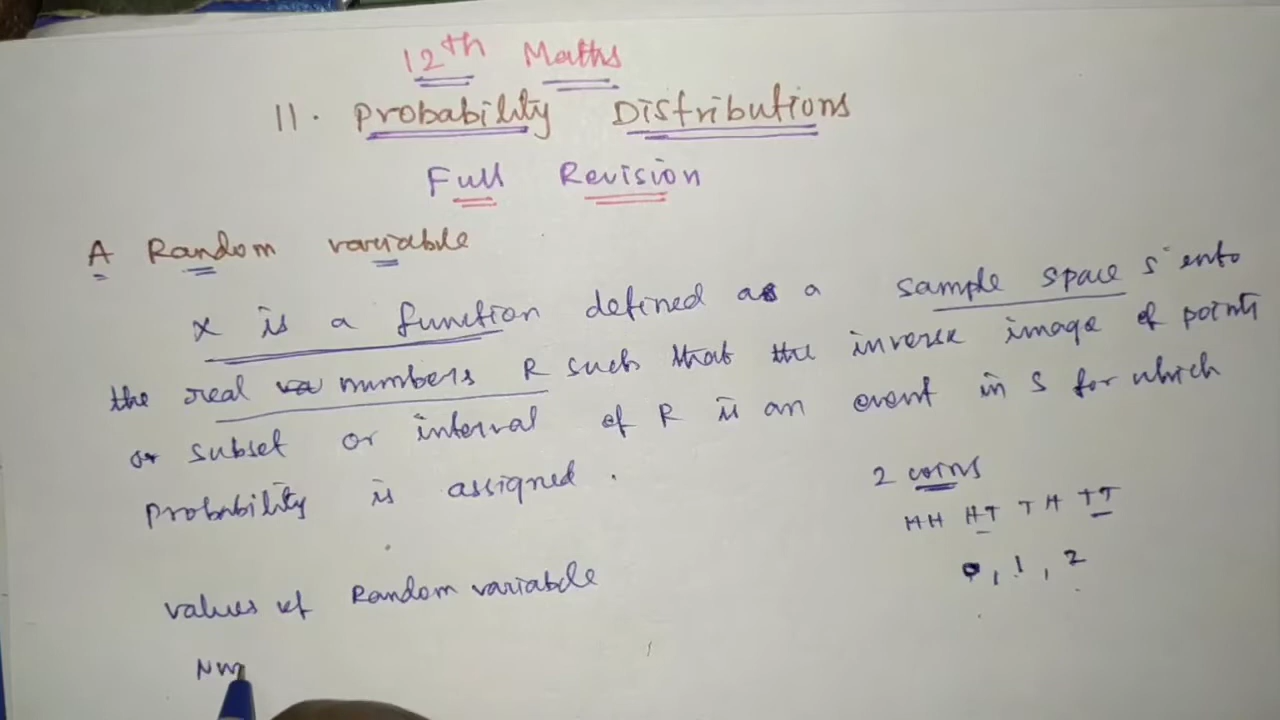 12th Maths
11. Probability Distributions
Full Revision
A Random variable
X is a function defined as a sample space S into
the real numbers R such that the inverse image of points
or subset or interval of R is an event in S for which
Probability is assigned.
2 coins
HH HT TH TT
0, 1, 2
values of Random variable
Num